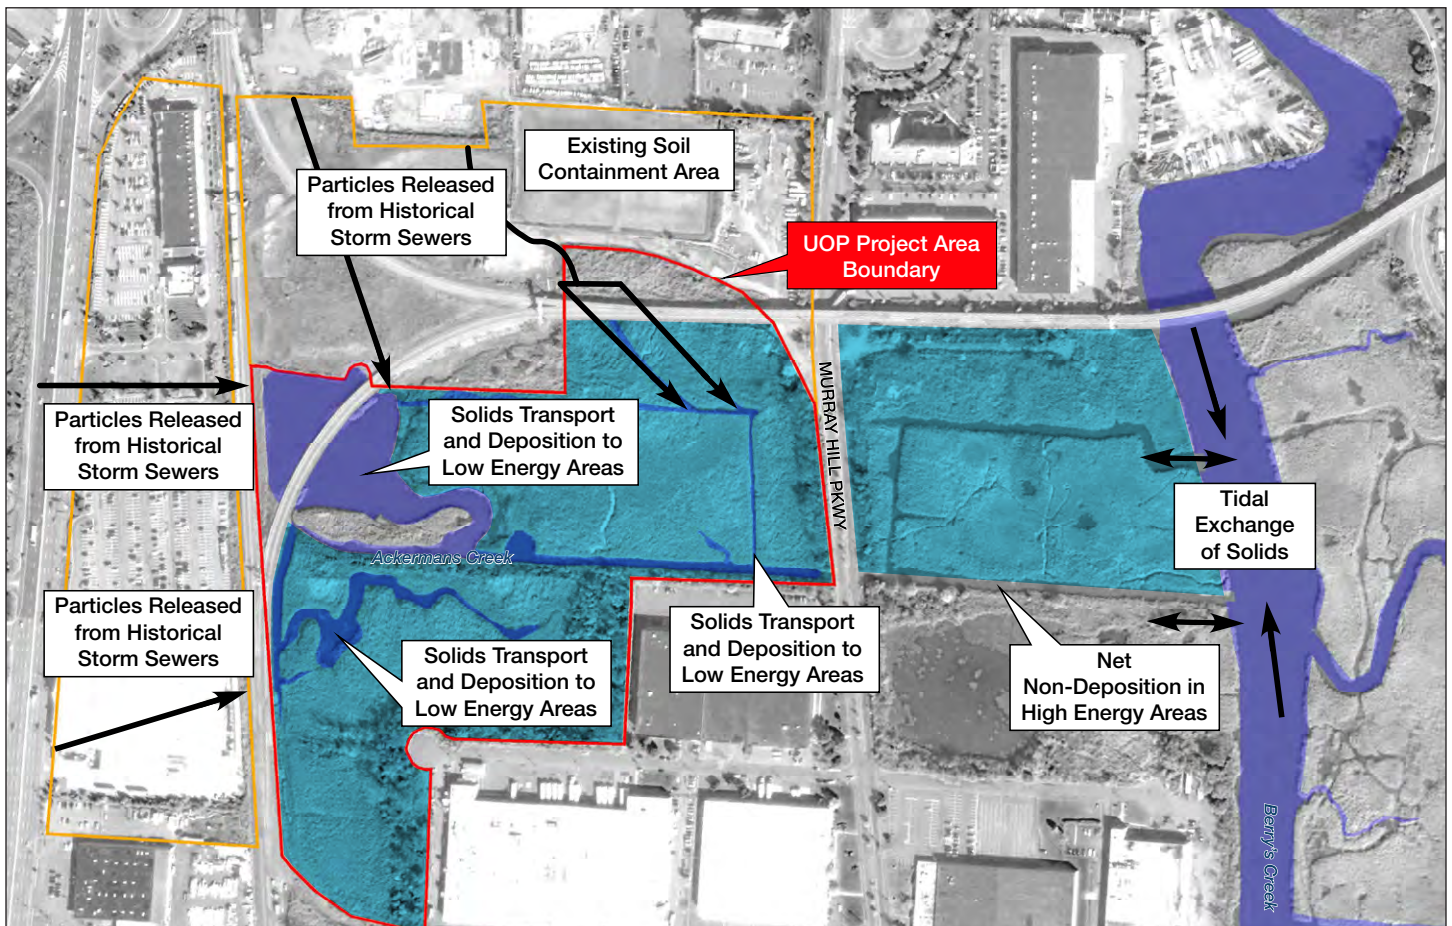 Existing Soil
Containment Area
Particles Released
from Historical
Storm Sewers
UOP Project Area
Boundary
MURRAY HILL PKWY
Particles Released
from Historical
Storm Sewers
Solids Transport
and Deposition to
Low Energy Areas
Tidal
Exchange
of Solids
Ackermans Creek
Particles Released
from Historical
Storm Sewers
Solids Transport
and Deposition to
Low Energy Areas
Solids Transport
and Deposition to
Low Energy Areas
Net
Non-Deposition in
High Energy Areas
Berry's Creek